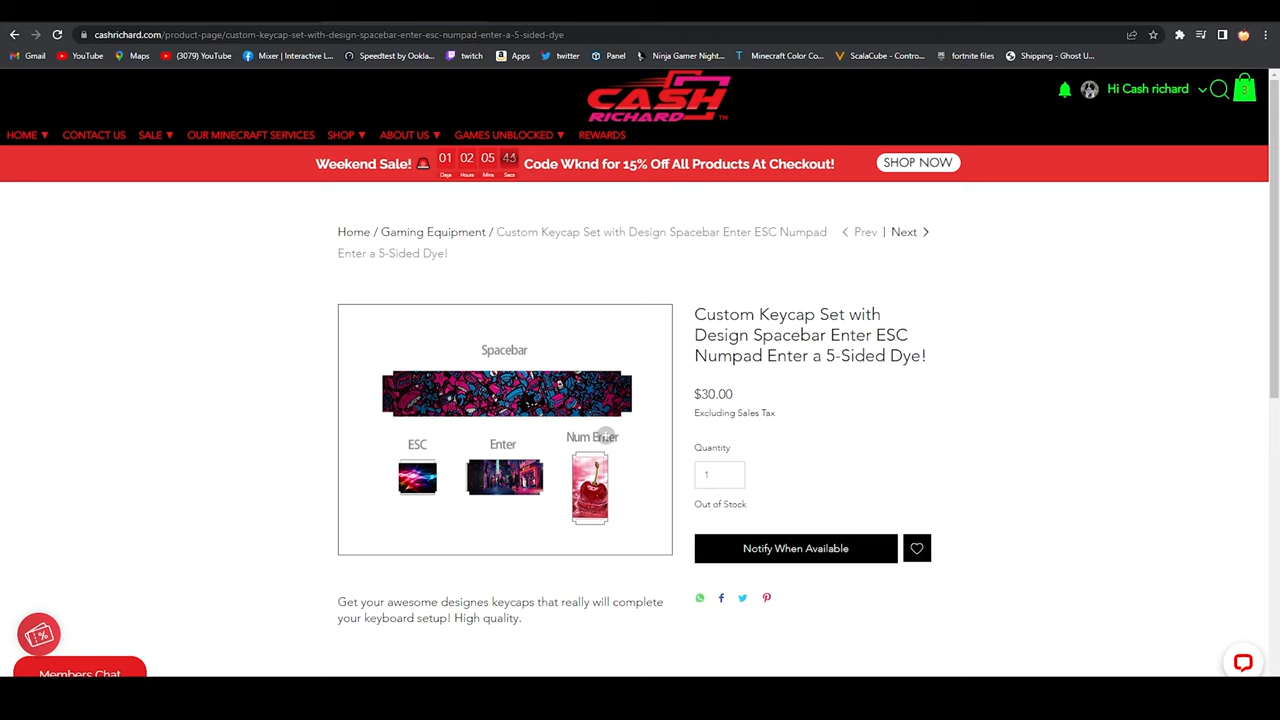 cashrichard.com/product-page/custom-keycap-set-with-design-spacebar-enter-esc-numpad-enter-a-5-sided-dye
Gmail YouTube Maps (3079) YouTube Mixer | Interactive L... Speedtest by Ookla... twitch Apps twitter Panel Ninja Gamer Night... Minecraft Color Co... ScalaCube - Contro... fortnite files Shipping - Ghost U...
CASH
RICHARD TM
Hi Cash richard
3
HOME ▼ CONTACT US SALE ▼ OUR MINECRAFT SERVICES SHOP ▼ ABOUT US ▼ GAMES UNBLOCKED ▼ REWARDS
Weekend Sale! 01 02 05 Code Wknd for 15% Off All Products At Checkout! SHOP NOW
Days Hours Mins Secs
Home / Gaming Equipment / Custom Keycap Set with Design Spacebar Enter ESC Numpad
Enter a 5-Sided Dye!
< Prev | Next >
Spacebar
ESC Enter Num Enter
Custom Keycap Set with
Design Spacebar Enter ESC
Numpad Enter a 5-Sided Dye!
$30.00
Excluding Sales Tax
Quantity
1
Out of Stock
Notify When Available
Get your awesome designes keycaps that really will complete
your keyboard setup! High quality.
Members Chat